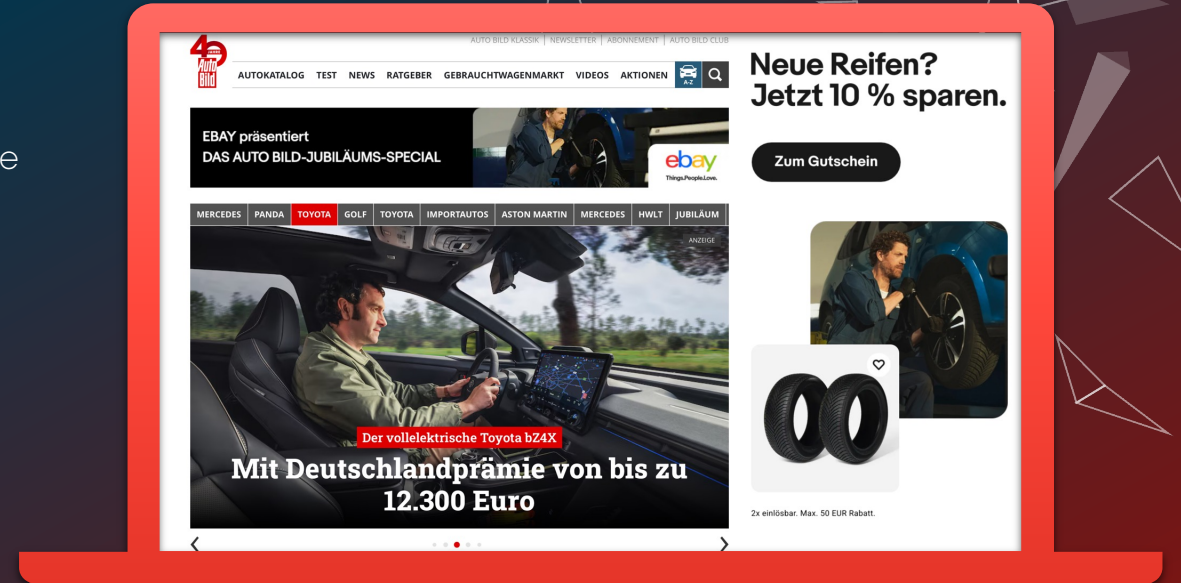 e
40
JAHRE
Auto
Bild
AUTO BILD KLASSIK | NEWSLETTER | ABONNEMENT | AUTO BILD CLUB
AUTOKATALOG TEST NEWS RATGEBER GEBRAUCHTWAGENMARKT VIDEOS AKTIONEN
A-Z
EBAY präsentiert
DAS AUTO BILD-JUBILÄUMS-SPECIAL
ebay
Things.People.Love.
MERCEDES PANDA TOYOTA GOLF TOYOTA IMPORTAUTOS ASTON MARTIN MERCEDES HWLT JUBILÄUM
ANZEIGE
Der vollelektrische Toyota bZ4X
Mit Deutschlandprämie von bis zu
12.300 Euro
Neue Reifen?
Jetzt 10 % sparen.
Zum Gutschein
2x einlösbar. Max. 50 EUR Rabatt.